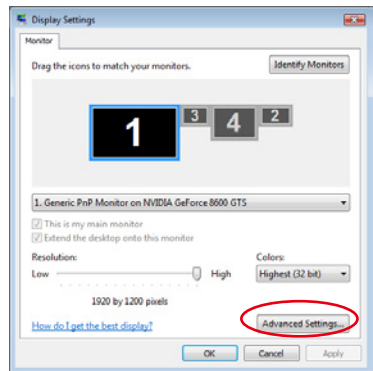 Display Settings
Monitor
Drag the icons to match your monitors.
Identify Monitors
1 3 4 2
1. Generic PnP Monitor on NVIDIA GeForce 8600 GTS
This is my main monitor
Extend the desktop onto this monitor
Resolution: Colors:
Low High Highest (32 bit)
1920 by 1200 pixels
How do I get the best display? Advanced Settings...
OK Cancel Apply